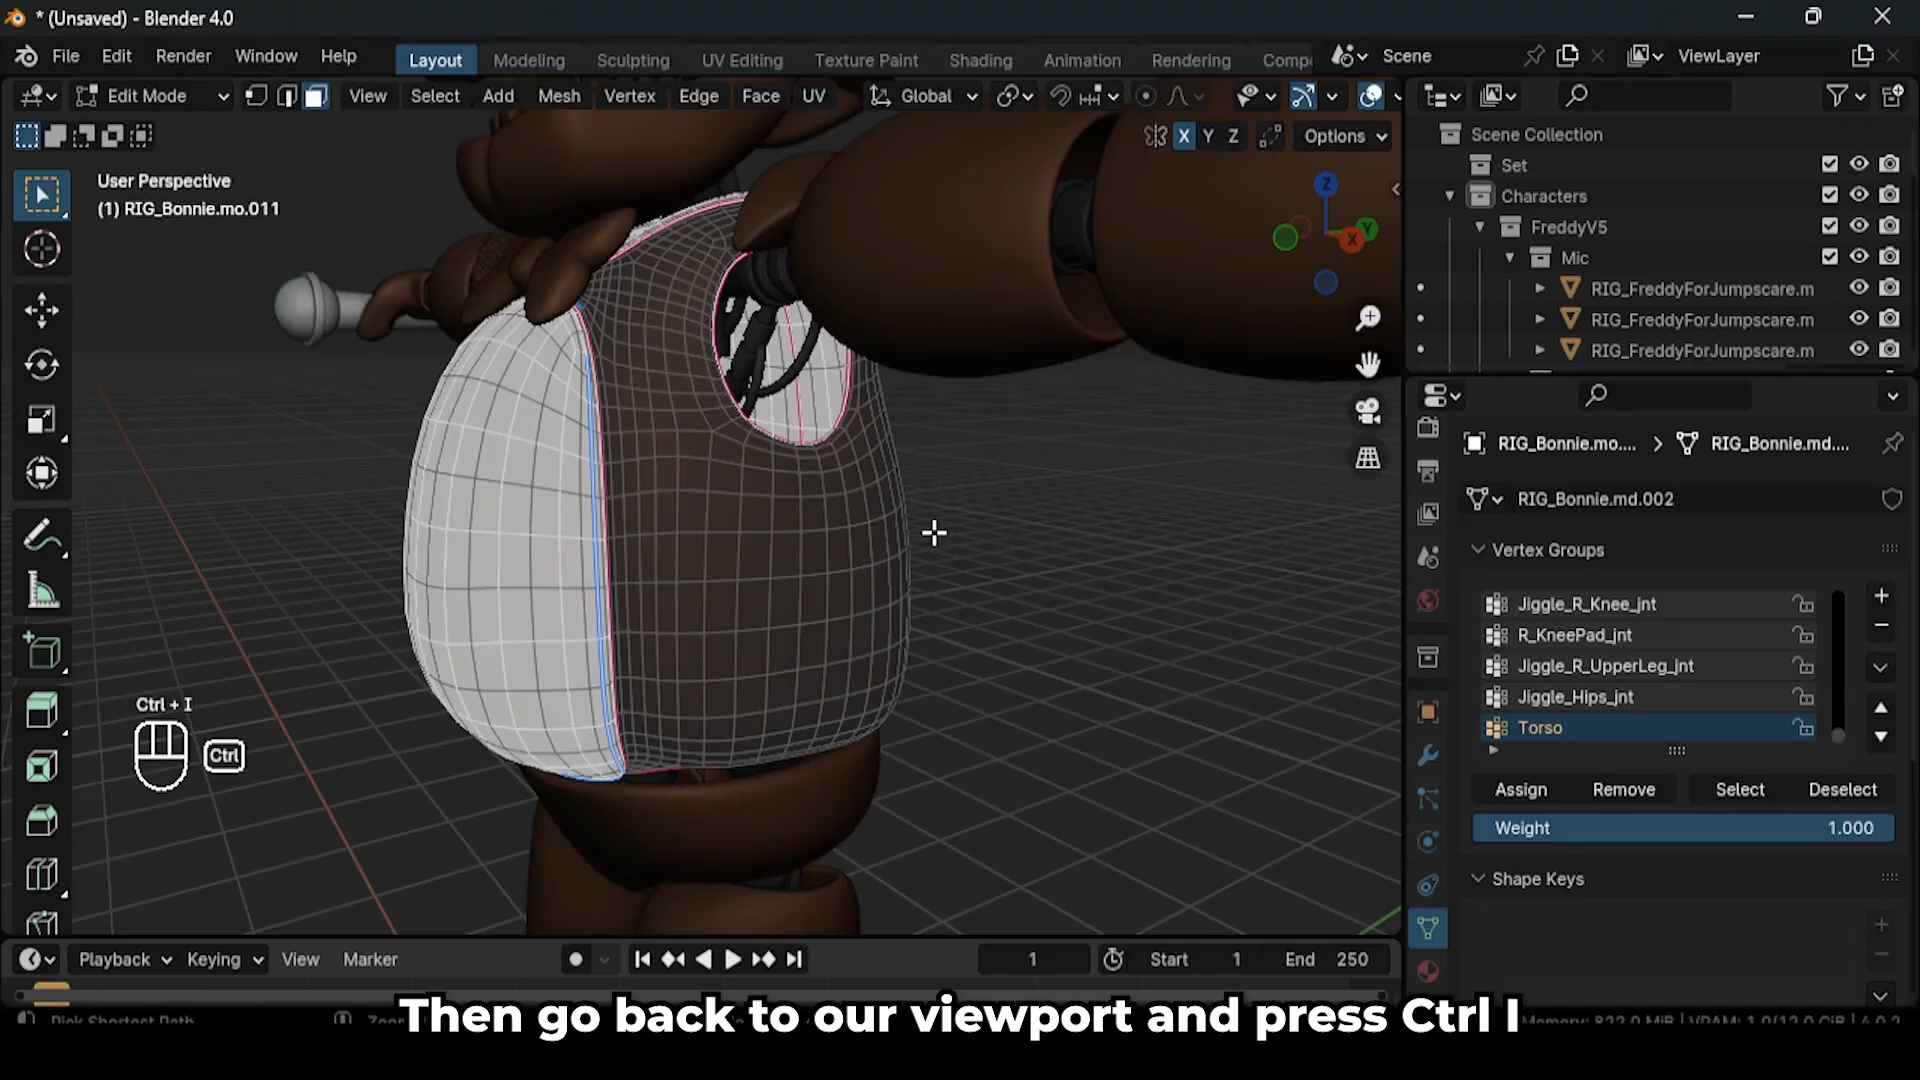 * (Unsaved) - Blender 4.0
File Edit Render Window Help
Layout Modeling Sculpting UV Editing Texture Paint Shading Animation Rendering Comp
Scene
ViewLayer
Edit Mode
View Select Add Mesh Vertex Edge Face UV
Global
X Y Z
Options
User Perspective
(1) RIG_Bonnie.mo.011
Z
Y
X
Scene Collection
Set
Characters
FreddyV5
Mic
RIG_FreddyForJumpscare.m
RIG_FreddyForJumpscare.m
RIG_FreddyForJumpscare.m
RIG_Bonnie.mo.... > RIG_Bonnie.md....
RIG_Bonnie.md.002
Vertex Groups
Jiggle_R_Knee_jnt
R_KneePad_jnt
Jiggle_R_UpperLeg_jnt
Jiggle_Hips_jnt
Torso
Assign Remove Select Deselect
Weight 1.000
Shape Keys
Ctrl + I
Ctrl
Playback Keying View Marker
1
Start 1 End 250
Then go back to our viewport and press Ctrl I